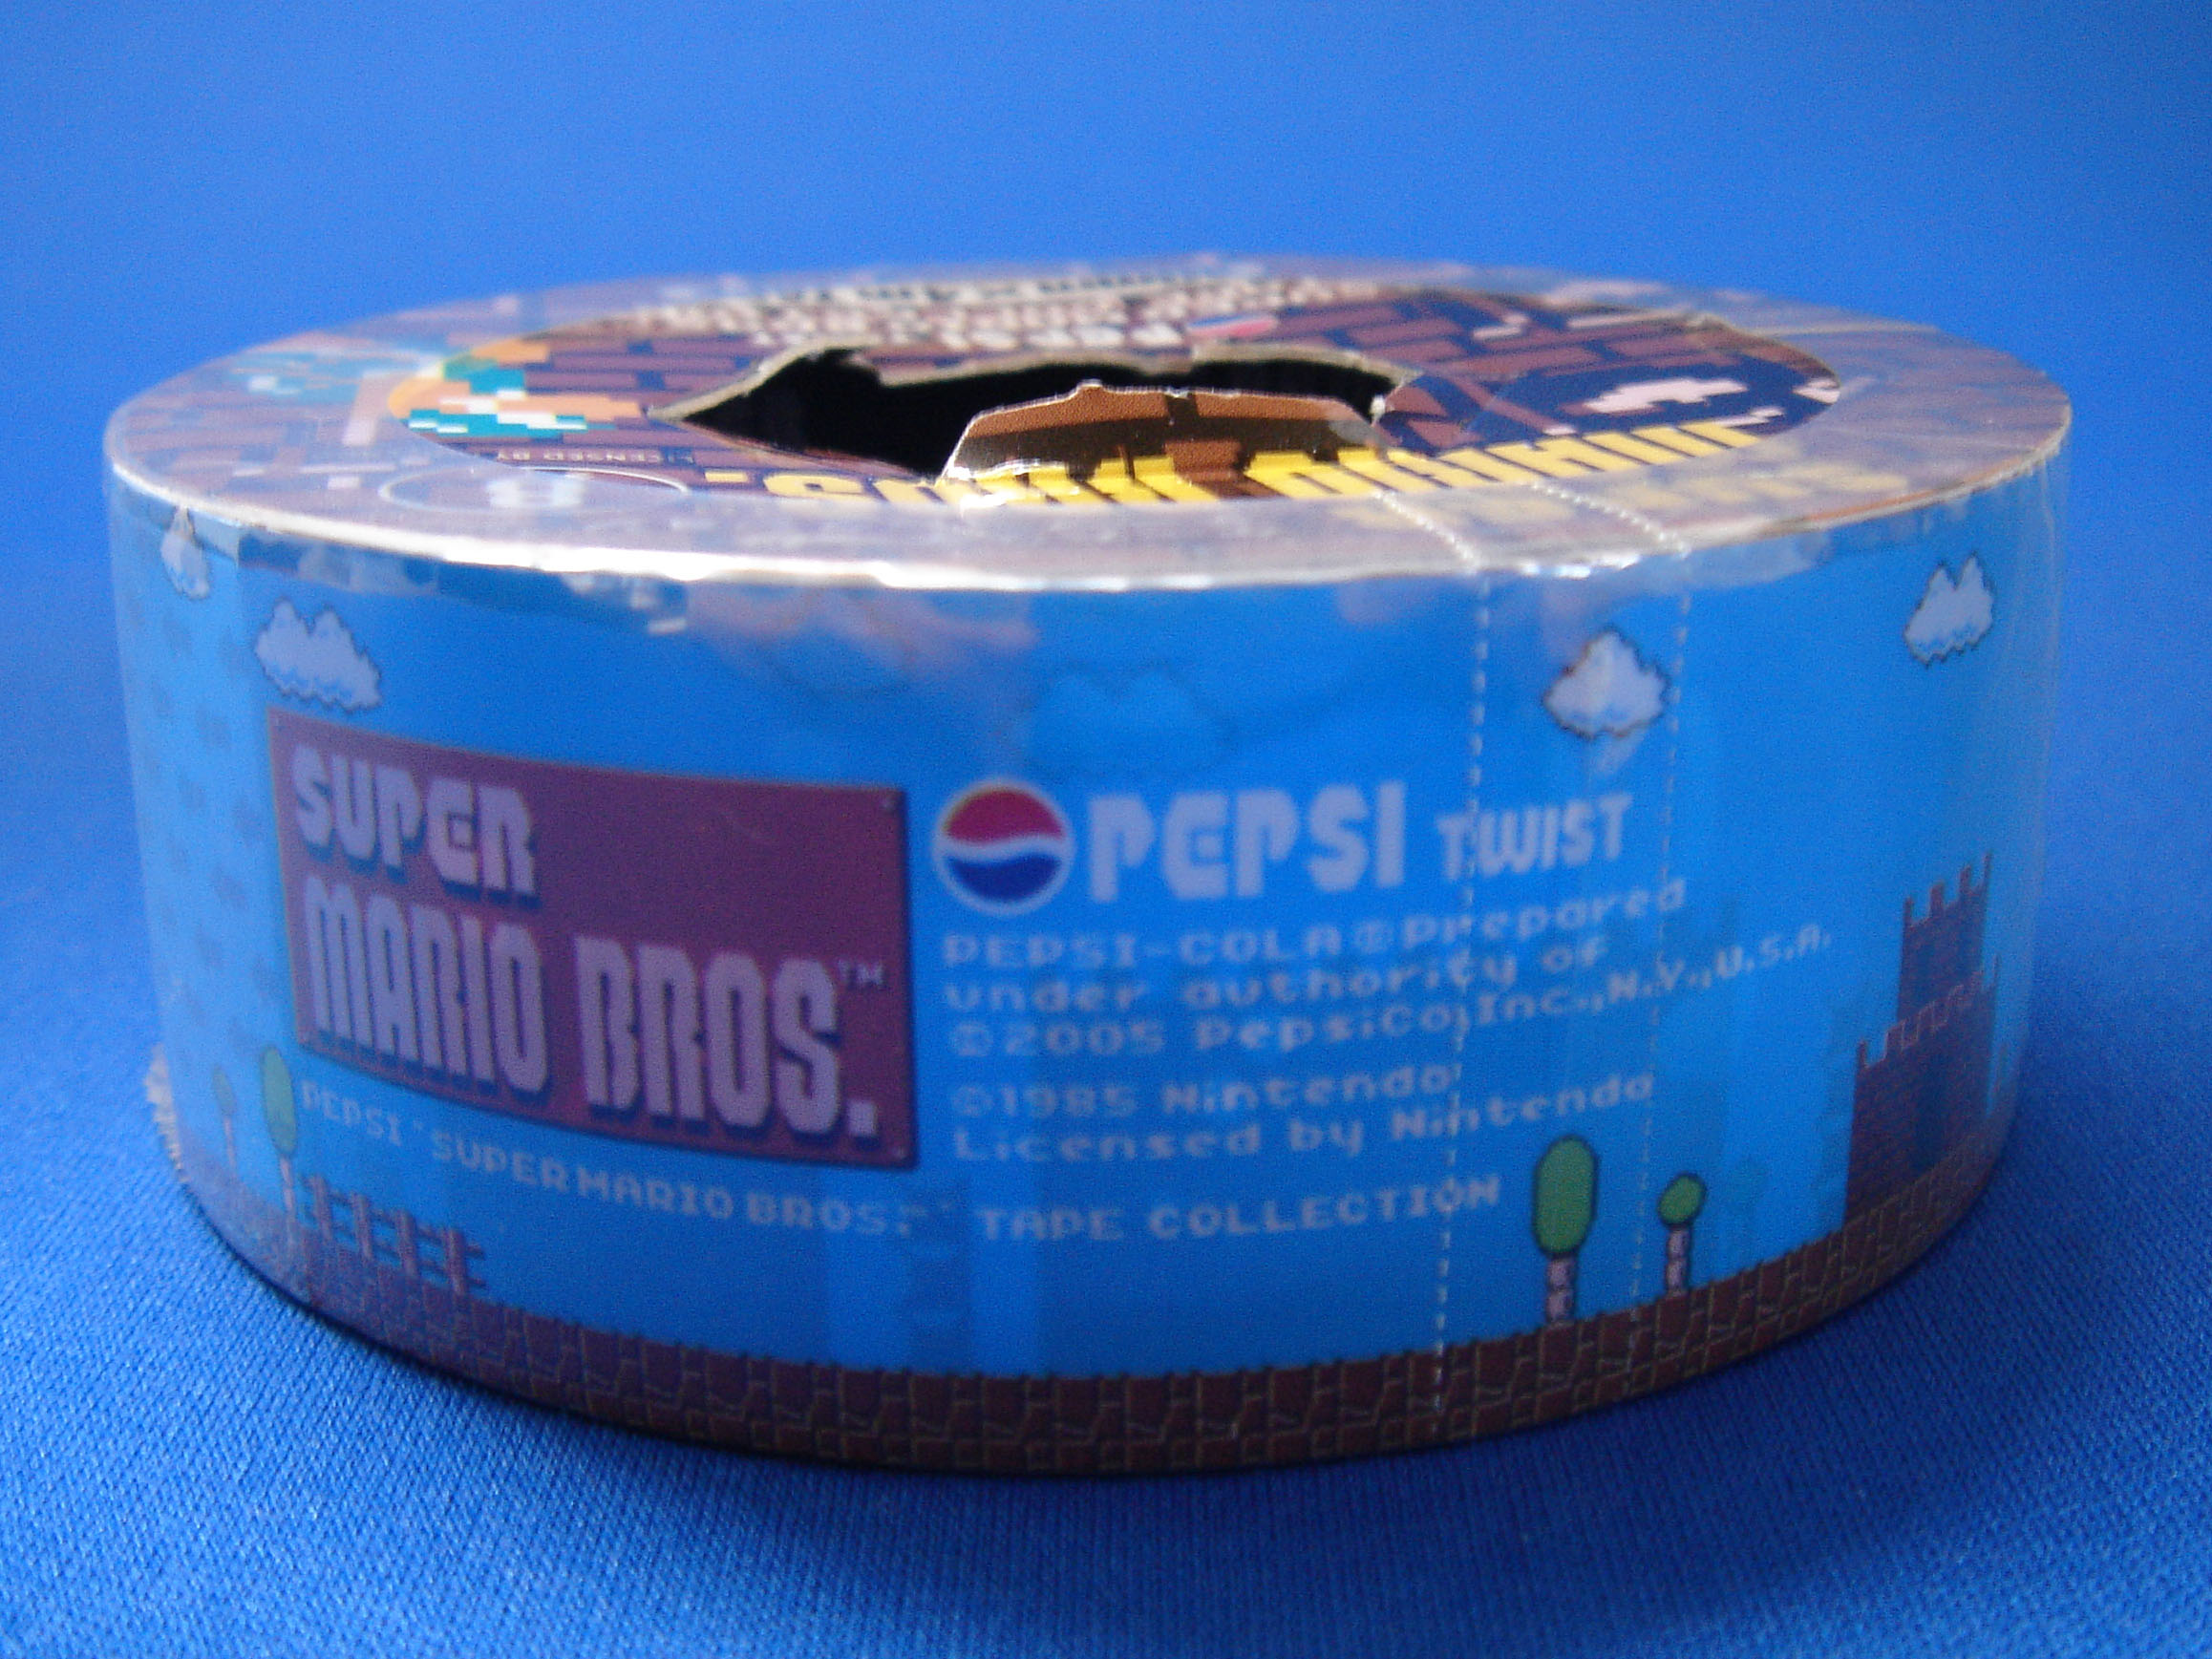 SUPER
MARIO BROS.™
PEPSI TWIST
PEPSI-COLA®Prepared
under authority of
©2005 PepsiCo,Inc.,N.Y.,U.S.A.
©1985 Nintendo
Licensed by Nintendo
PEPSI "SUPER MARIO BROS.™" TAPE COLLECTION